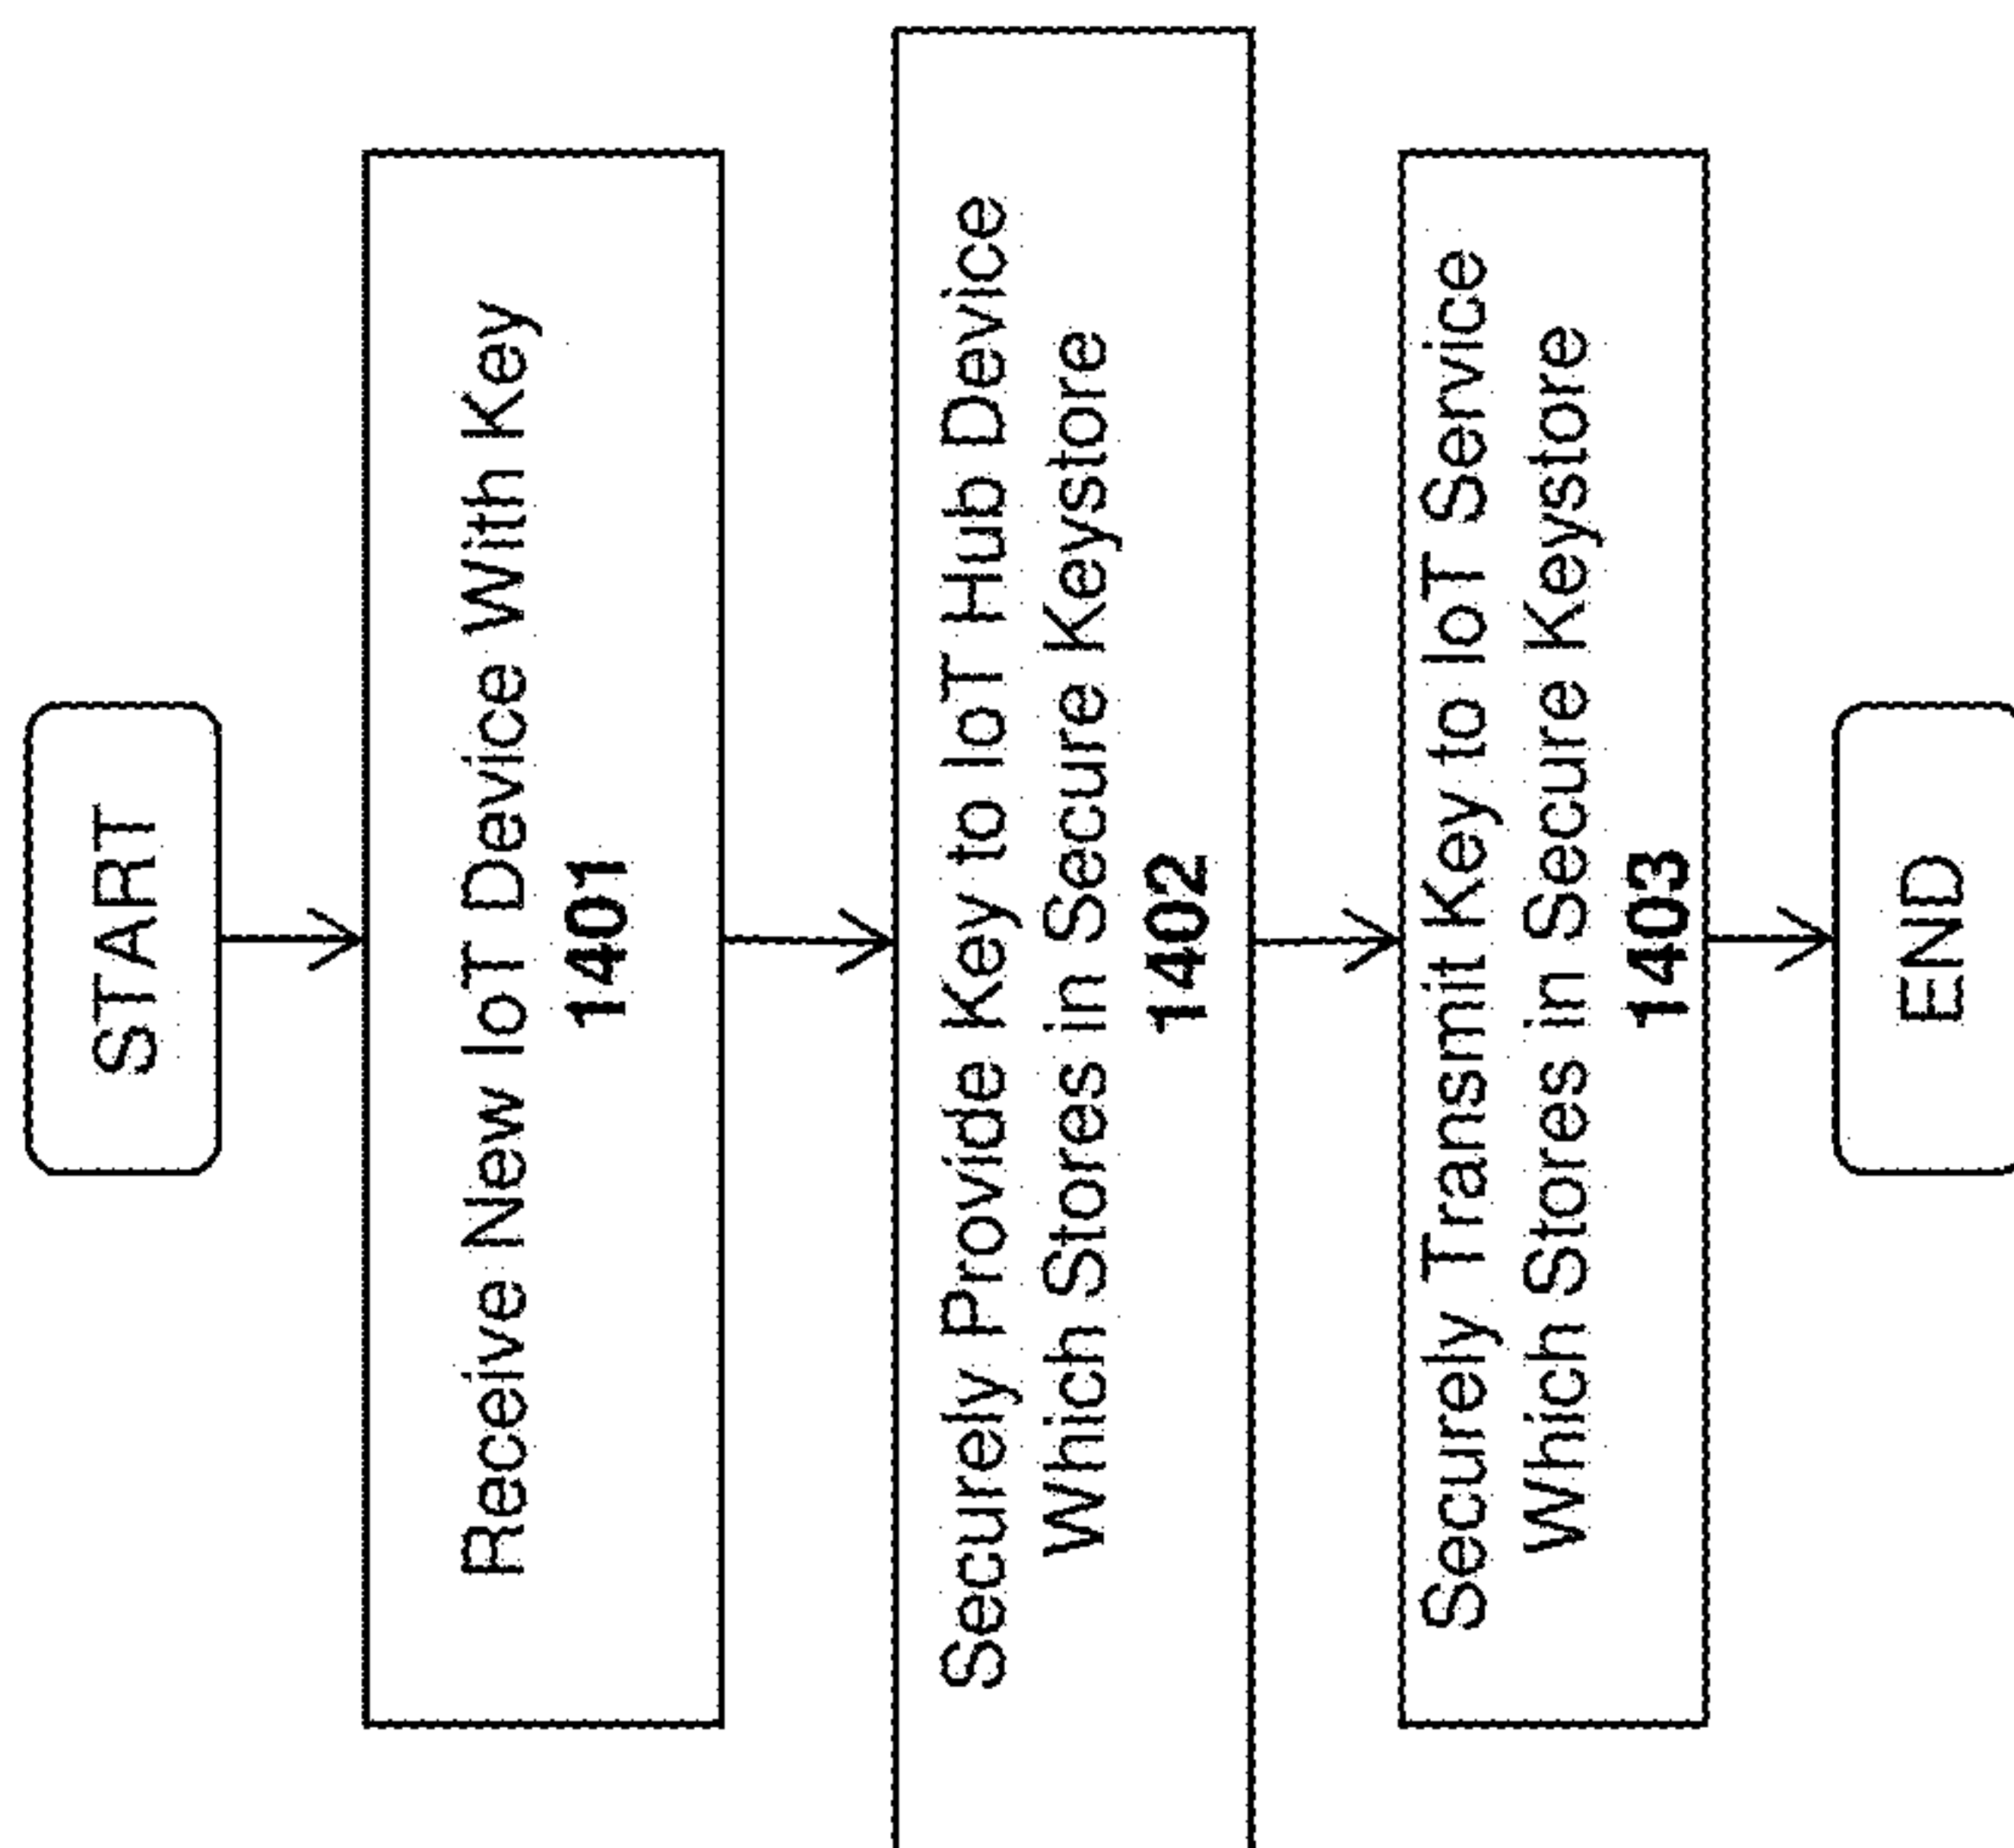 START
Receive New IoT Device With Key
1401
Securely Provide Key to IoT Hub Device
Which Stores in Secure Keystore
1402
Securely Transmit Key to IoT Service
Which Stores in Secure Keystore
1403
END